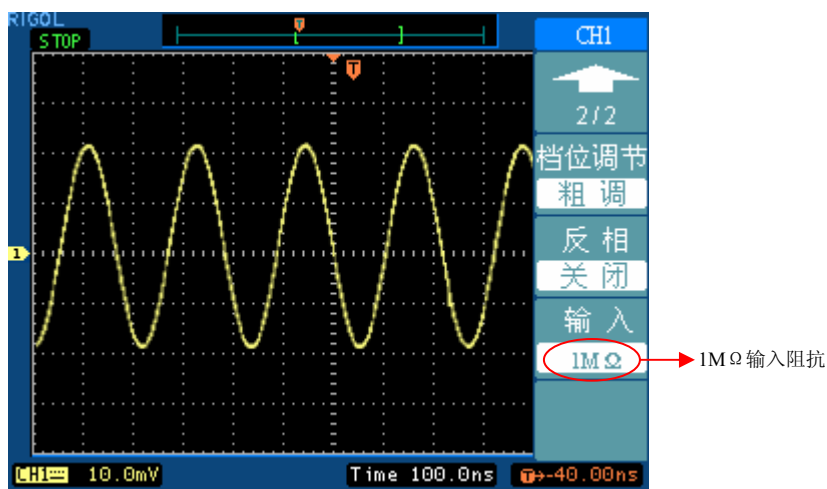 RIGOL
STOP
T
T
1
CH1
2/2
档位调节
粗 调
反 相
关 闭
输 入
1MΩ
1MΩ输入阻抗
CH1 10.0mV Time 100.0ns T→-40.00ns